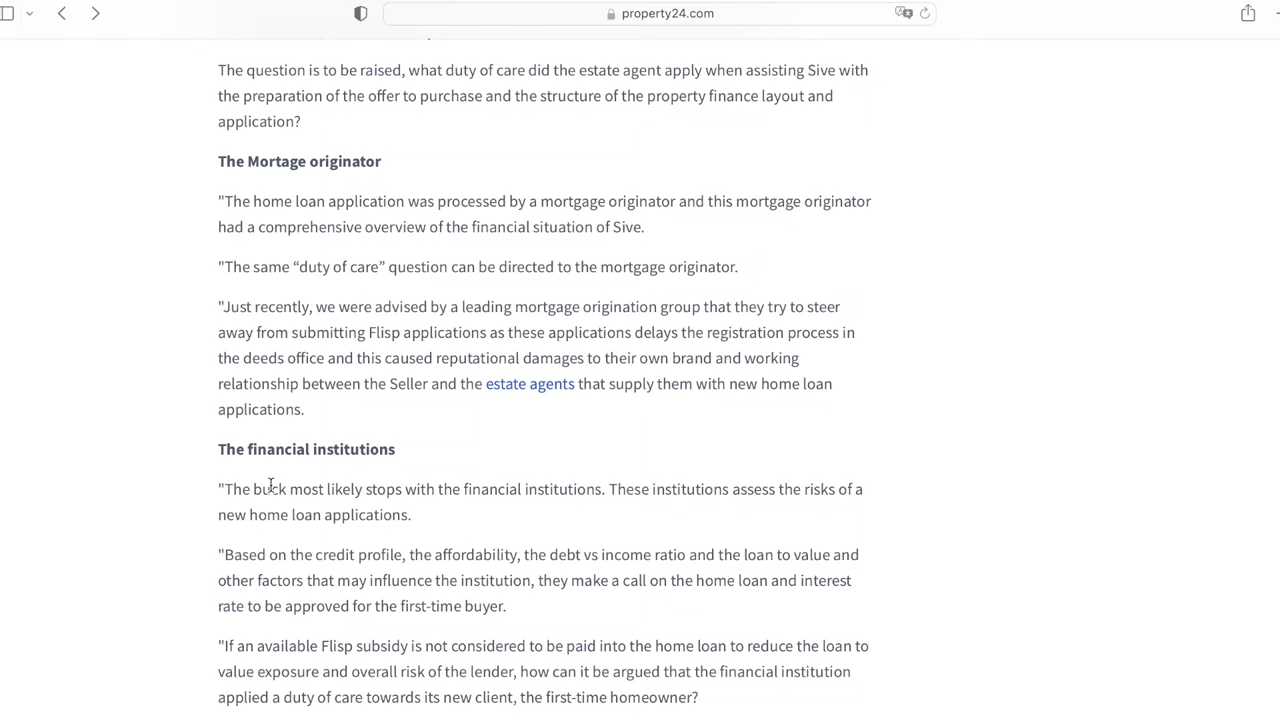 property24.com
The question is to be raised, what duty of care did the estate agent apply when assisting Sive with
the preparation of the offer to purchase and the structure of the property finance layout and
application?
The Mortage originator
"The home loan application was processed by a mortgage originator and this mortgage originator
had a comprehensive overview of the financial situation of Sive.
"The same “duty of care” question can be directed to the mortgage originator.
"Just recently, we were advised by a leading mortgage origination group that they try to steer
away from submitting Flisp applications as these applications delays the registration process in
the deeds office and this caused reputational damages to their own brand and working
relationship between the Seller and the estate agents that supply them with new home loan
applications.
The financial institutions
"The buck most likely stops with the financial institutions. These institutions assess the risks of a
new home loan applications.
"Based on the credit profile, the affordability, the debt vs income ratio and the loan to value and
other factors that may influence the institution, they make a call on the home loan and interest
rate to be approved for the first-time buyer.
"If an available Flisp subsidy is not considered to be paid into the home loan to reduce the loan to
value exposure and overall risk of the lender, how can it be argued that the financial institution
applied a duty of care towards its new client, the first-time homeowner?